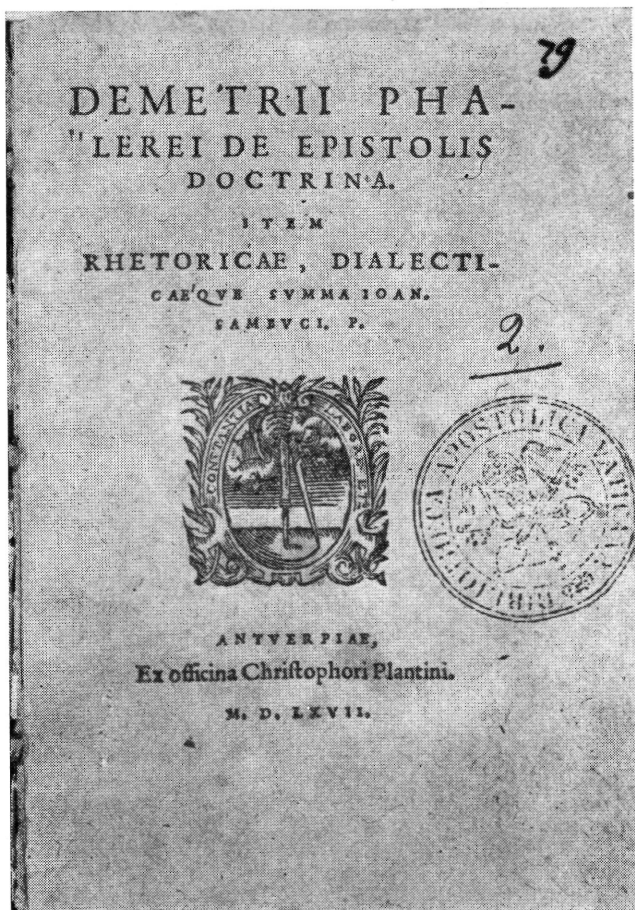 29
DEMETRII PHA-
LEREI DE EPISTOLIS
DOCTRINA.
ITEM
RHETORICAE, DIALECTI-
CAE'QVE SVMMA IOAN.
SAMBVCI. P.
2.
CONSTANTIA LABORE ET
BIBLIOTHECA APOSTOLICA VATICANA
ANTVERPIAE,
Ex officina Christophori Plantini.
M. D. LXVII.